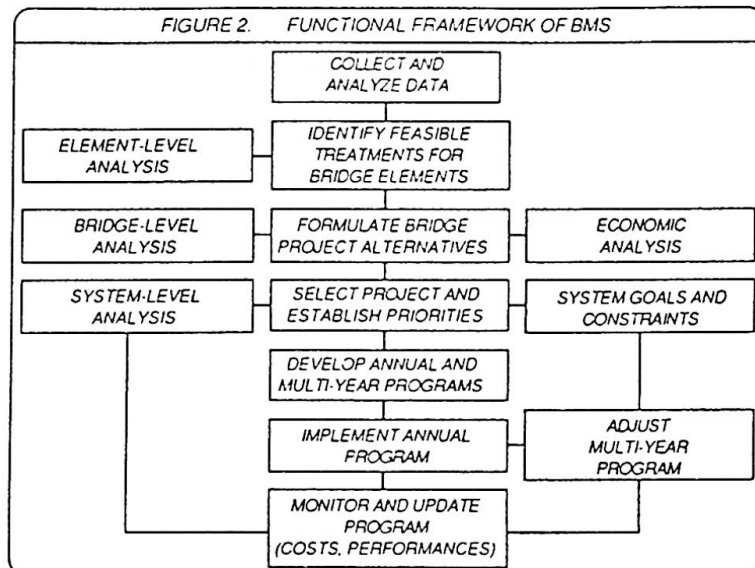 FIGURE 2. FUNCTIONAL FRAMEWORK OF BMS
COLLECT AND
ANALYZE DATA
ELEMENT-LEVEL
ANALYSIS
IDENTIFY FEASIBLE
TREATMENTS FOR
BRIDGE ELEMENTS
BRIDGE-LEVEL
ANALYSIS
FORMULATE BRIDGE
PROJECT ALTERNATIVES
ECONOMIC
ANALYSIS
SYSTEM-LEVEL
ANALYSIS
SELECT PROJECT AND
ESTABLISH PRIORITIES
SYSTEM GOALS AND
CONSTRAINTS
DEVELOP ANNUAL AND
MULTI-YEAR PROGRAMS
IMPLEMENT ANNUAL
PROGRAM
ADJUST
MULTI-YEAR
PROGRAM
MONITOR AND UPDATE
PROGRAM
(COSTS, PERFORMANCES)